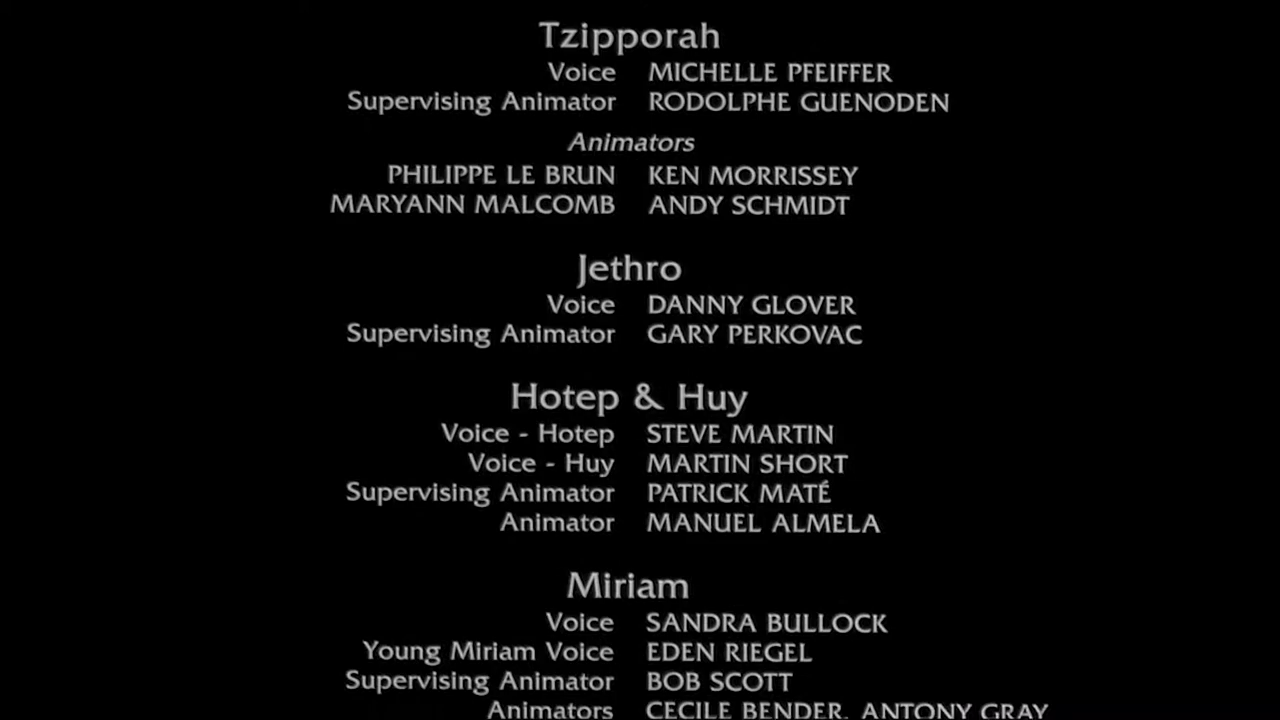 Tzipporah
Voice MICHELLE PFEIFFER
Supervising Animator RODOLPHE GUENODEN
Animators
PHILIPPE LE BRUN KEN MORRISSEY
MARYANN MALCOMB ANDY SCHMIDT
Jethro
Voice DANNY GLOVER
Supervising Animator GARY PERKOVAC
Hotep & Huy
Voice - Hotep STEVE MARTIN
Voice - Huy MARTIN SHORT
Supervising Animator PATRICK MATÉ
Animator MANUEL ALMELA
Miriam
Voice SANDRA BULLOCK
Young Miriam Voice EDEN RIEGEL
Supervising Animator BOB SCOTT
Animators CECILE BENDER, ANTONY GRAY